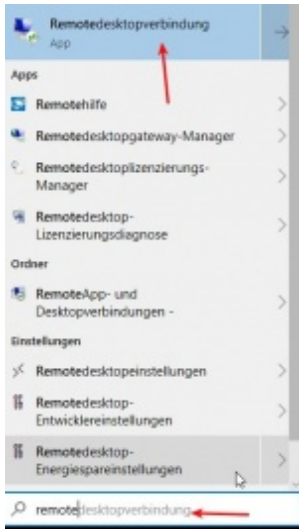 Remotedesktopverbindung
App
Apps
Remotehilfe
Remotedesktopgateway-Manager
Remotedesktoplizenzierungs-
Manager
Remotedesktop-
Lizenzierungsdiagnose
Ordner
RemoteApp- und
Desktopverbindungen -
Einstellungen
Remotedesktopeinstellungen
Remotedesktop-
Entwicklereinstellungen
Remotedesktop-
Energiespareinstellungen
remotedesktopverbindung